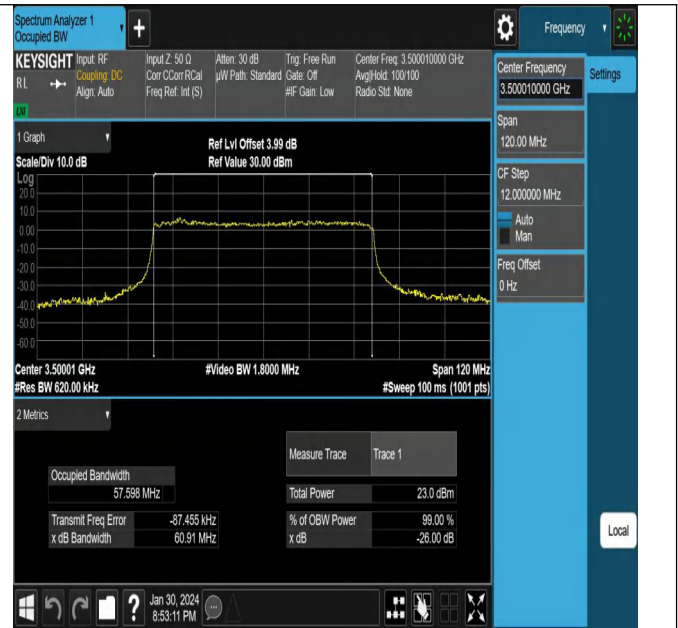 Spectrum Analyzer 1
Occupied BW
Frequency
KEYSIGHT
RL
Input: RF
Coupling: DC
Align: Auto
Input Z: 50 Ω
Corr CCorr RCal
Freq Ref: Int (S)
Atten: 30 dB
µW Path: Standard
Trig: Free Run
Gate: Off
#IF Gain: Low
Center Freq: 3.500010000 GHz
Avg|Hold: 100/100
Radio Std: None
Center Frequency
3.500010000 GHz
Settings
Span
120.00 MHz
CF Step
12.000000 MHz
Auto
Man
Freq Offset
0 Hz
1 Graph
Scale/Div 10.0 dB
Ref Lvl Offset 3.99 dB
Ref Value 30.00 dBm
Log
20.0
10.0
0.00
-10.0
-20.0
-30.0
-40.0
-50.0
-60.0
Center 3.50001 GHz
#Video BW 1.8000 MHz
Span 120 MHz
#Res BW 620.00 kHz
#Sweep 100 ms (1001 pts)
2 Metrics
Measure Trace
Trace 1
Occupied Bandwidth
57.598 MHz
Total Power
23.0 dBm
Transmit Freq Error
-87.455 kHz
% of OBW Power
99.00 %
x dB Bandwidth
60.91 MHz
x dB
-26.00 dB
Local
?
Jan 30, 2024
8:53:11 PM